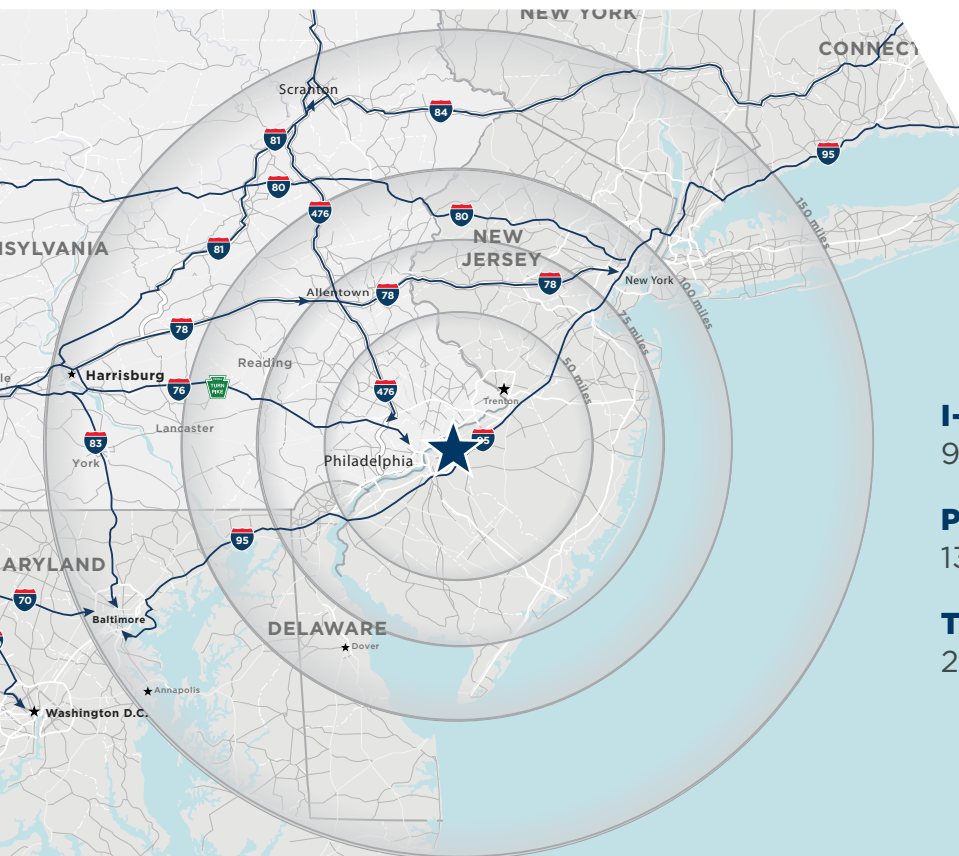 NEW YORK
CONNECT
Scranton
84
81
95
80
476
80
150 miles
81
NSYLVANIA
NEW
JERSEY
New York
78
Allentown
78
100 miles
78
75 miles
Reading
50 miles
le
Harrisburg
76
TURN
PIKE
476
Trenton
I-
9
Lancaster
83
95
York
Philadelphia
P
13
95
ARYLAND
70
Baltimore
DELAWARE
T
2
Dover
Annapolis
Washington D.C.